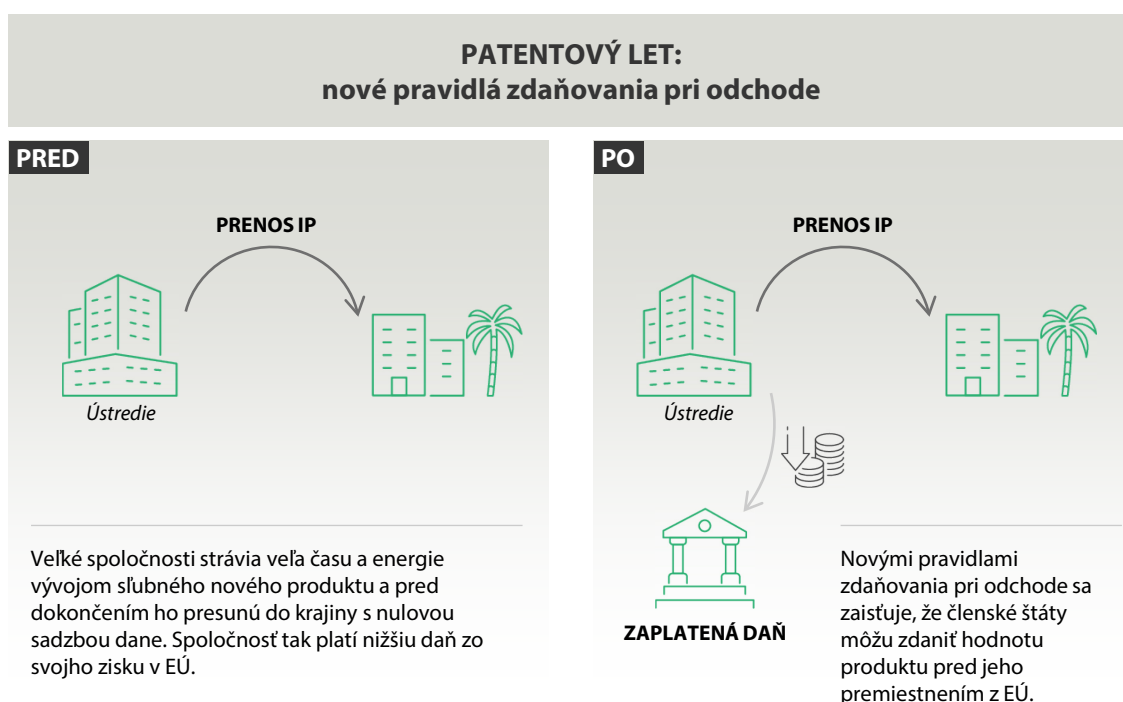 PATENTOVÝ LET:
nové pravidlá zdaňovania pri odchode
PRED
PRENOS IP
Ústredie
Veľké spoločnosti strávia veľa času a energie
vývojom sľubného nového produktu a pred
dokončením ho presunú do krajiny s nulovou
sadzbou dane. Spoločnosť tak platí nižšiu daň zo
svojho zisku v EÚ.
PO
PRENOS IP
Ústredie
ZAPLATENÁ DAŇ
Novými pravidlami
zdaňovania pri odchode sa
zaisťuje, že členské štáty
môžu zdaniť hodnotu
produktu pred jeho
premiestnením z EÚ.